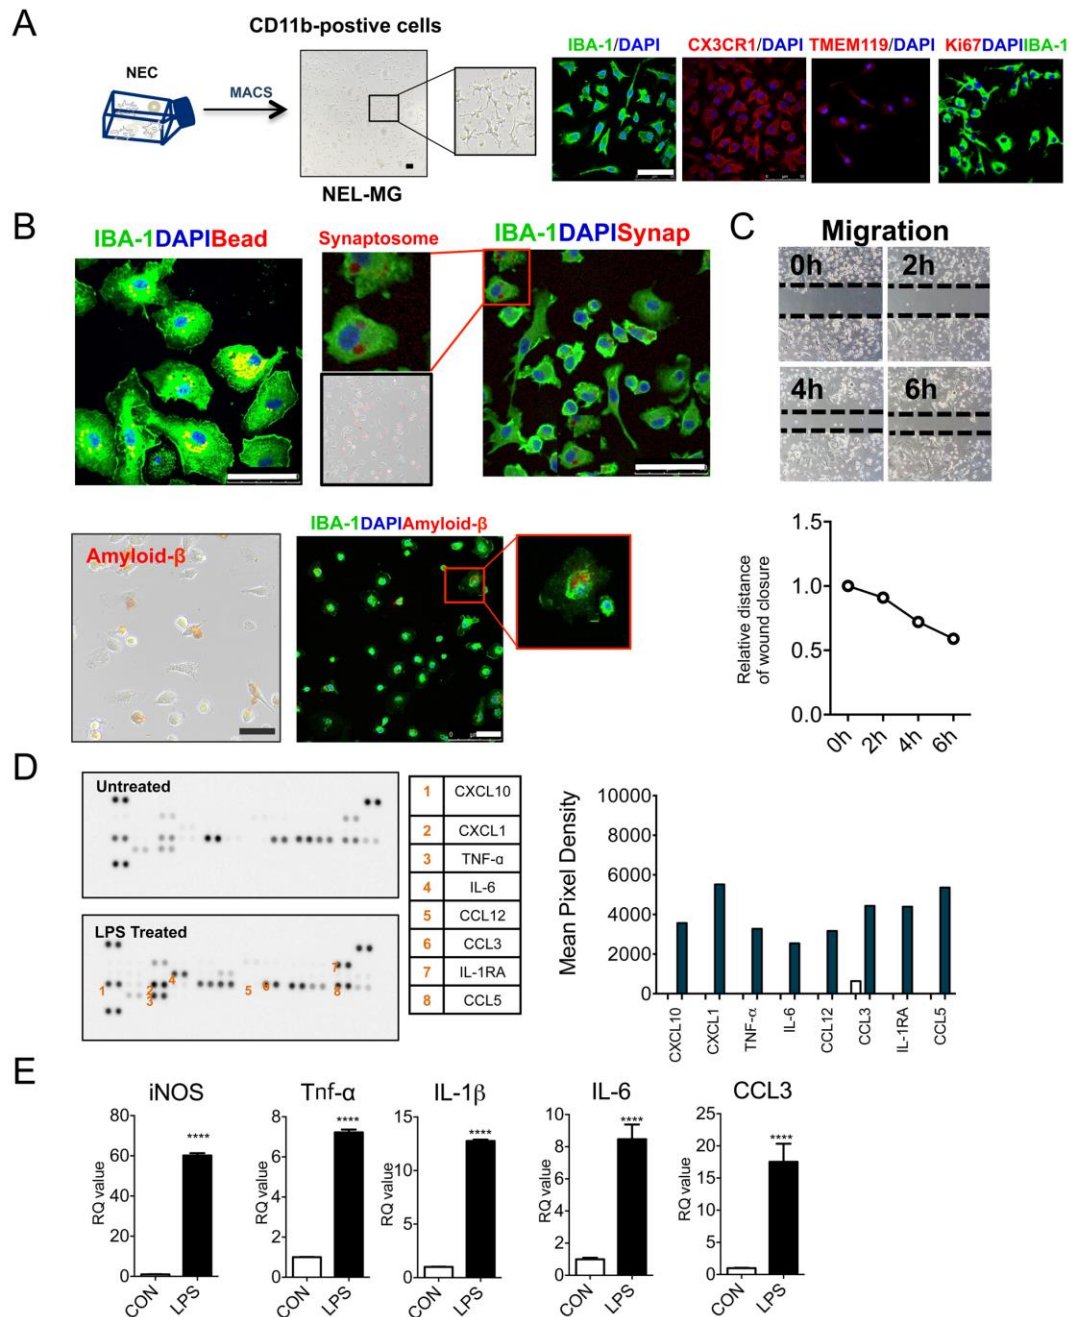 A
CD11b-postive cells
NEC
MACS
NEL-MG
IBA-1/DAPI
CX3CR1/DAPI
TMEM119/DAPI
Ki67DAPIIBA-1
B
IBA-1DAPIBead
Synaptosome
IBA-1DAPISynap
Amyloid-β
IBA-1DAPIAmyloid-β
C
Migration
0h
2h
4h
6h
Relative distance
of wound closure
1.5
1.0
0.5
0.0
0h
2h
4h
6h
D
Untreated
LPS Treated
1
2
3
4
5
6
7
8
1 CXCL10
2 CXCL1
3 TNF-α
4 IL-6
5 CCL12
6 CCL3
7 IL-1RA
8 CCL5
Mean Pixel Density
10000
8000
6000
4000
2000
0
CXCL10
CXCL1
TNF-α
IL-6
CCL12
CCL3
IL-1RA
CCL5
E
iNOS
RQ value
80
60
40
20
0
****
CON
LPS
Tnf-α
RQ value
8
6
4
2
0
****
CON
LPS
IL-1β
RQ value
15
10
5
0
****
CON
LPS
IL-6
RQ value
10
8
6
4
2
0
****
CON
LPS
CCL3
RQ value
25
20
15
10
5
0
****
CON
LPS